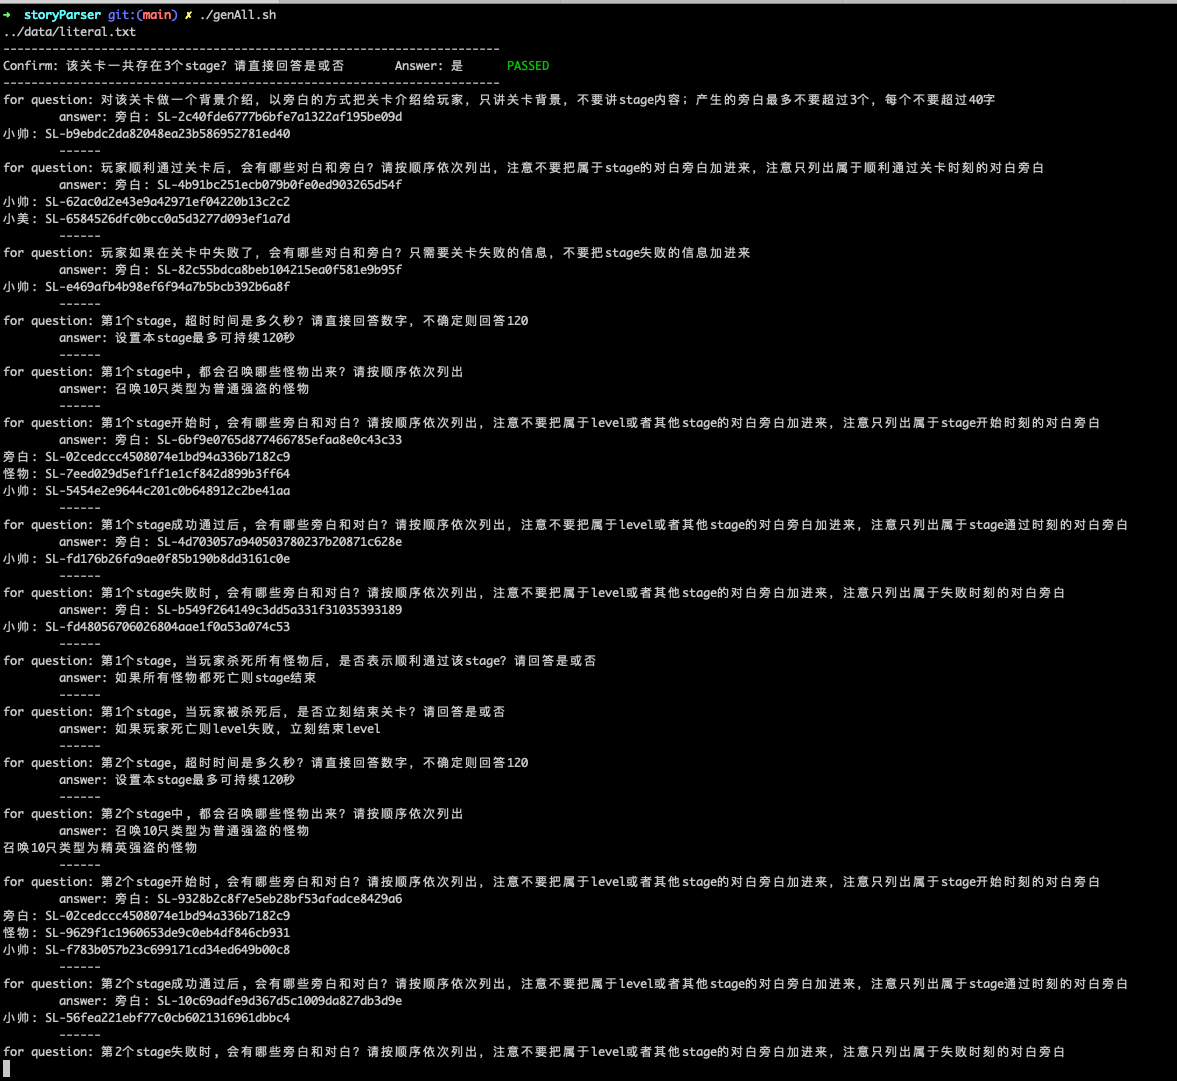 ➜  storyParser git:(main) ✗ ./genAll.sh
../data/literal.txt
-----------------------------------------------------------------------
Confirm: 该关卡一共存在3个stage？请直接回答是或否       Answer: 是      PASSED
-----------------------------------------------------------------------
for question: 对该关卡做一个背景介绍，以旁白的方式把关卡介绍给玩家，只讲关卡背景，不要讲stage内容；产生的旁白最多不要超过3个，每个不要超过40字
        answer: 旁白: SL-2c40fde6777b6bfe7a1322af195be09d
小帅: SL-b9ebdc2da82048ea23b586952781ed40
        ------
for question: 玩家顺利通过关卡后，会有哪些对白和旁白？请按顺序依次列出，注意不要把属于stage的对白旁白加进来，注意只列出属于顺利通过关卡时刻的对白旁白
        answer: 旁白: SL-4b91bc251ecb079b0fe0ed903265d54f
小帅: SL-62ac0d2e43e9a42971ef04220b13c2c2
小美: SL-6584526dfc0bcc0a5d3277d093ef1a7d
        ------
for question: 玩家如果在关卡中失败了，会有哪些对白和旁白？只需要关卡失败的信息，不要把stage失败的信息加进来
        answer: 旁白: SL-82c55bdca8beb104215ea0f581e9b95f
小帅: SL-e469afb4b98ef6f94a7b5bcb392b6a8f
        ------
for question: 第1个stage，超时时间是多久秒？请直接回答数字，不确定则回答120
        answer: 设置本stage最多可持续120秒
        ------
for question: 第1个stage中，都会召唤哪些怪物出来？请按顺序依次列出
        answer: 召唤10只类型为普通强盗的怪物
        ------
for question: 第1个stage开始时，会有哪些旁白和对白？请按顺序依次列出，注意不要把属于level或者其他stage的对白旁白加进来，注意只列出属于stage开始时刻的对白旁白
        answer: 旁白: SL-6bf9e0765d877466785efaa8e0c43c33
旁白: SL-02cedccc4508074e1bd94a336b7182c9
怪物: SL-7eed029d5ef1ff1e1cf842d899b3ff64
小帅: SL-5454e2e9644c201c0b648912c2be41aa
        ------
for question: 第1个stage成功通过后，会有哪些旁白和对白？请按顺序依次列出，注意不要把属于level或者其他stage的对白旁白加进来，注意只列出属于stage通过时刻的对白旁白
        answer: 旁白: SL-4d703057a940503780237b20871c628e
小帅: SL-fd176b26fa9ae0f85b190b8dd3161c0e
        ------
for question: 第1个stage失败时，会有哪些旁白和对白？请按顺序依次列出，注意不要把属于level或者其他stage的对白旁白加进来，注意只列出属于失败时刻的对白旁白
        answer: 旁白: SL-b549f264149c3dd5a331f31035393189
小帅: SL-fd48056706026804aae1f0a53a074c53
        ------
for question: 第1个stage，当玩家杀死所有怪物后，是否表示顺利通过该stage？请回答是或否
        answer: 如果所有怪物都死亡则stage结束
        ------
for question: 第1个stage，当玩家被杀死后，是否立刻结束关卡？请回答是或否
        answer: 如果玩家死亡则level失败，立刻结束level
        ------
for question: 第2个stage，超时时间是多久秒？请直接回答数字，不确定则回答120
        answer: 设置本stage最多可持续120秒
        ------
for question: 第2个stage中，都会召唤哪些怪物出来？请按顺序依次列出
        answer: 召唤10只类型为普通强盗的怪物
召唤10只类型为精英强盗的怪物
        ------
for question: 第2个stage开始时，会有哪些旁白和对白？请按顺序依次列出，注意不要把属于level或者其他stage的对白旁白加进来，注意只列出属于stage开始时刻的对白旁白
        answer: 旁白: SL-9328b2c8f7e5eb28bf53afadce8429a6
旁白: SL-02cedccc4508074e1bd94a336b7182c9
怪物: SL-9629f1c1960653de9c0eb4df846cb931
小帅: SL-f783b057b23c699171cd34ed649b00c8
        ------
for question: 第2个stage成功通过后，会有哪些旁白和对白？请按顺序依次列出，注意不要把属于level或者其他stage的对白旁白加进来，注意只列出属于stage通过时刻的对白旁白
        answer: 旁白: SL-10c69adfe9d367d5c1009da827db3d9e
小帅: SL-56fea221ebf77c0cb6021316961dbbc4
        ------
for question: 第2个stage失败时，会有哪些旁白和对白？请按顺序依次列出，注意不要把属于level或者其他stage的对白旁白加进来，注意只列出属于失败时刻的对白旁白